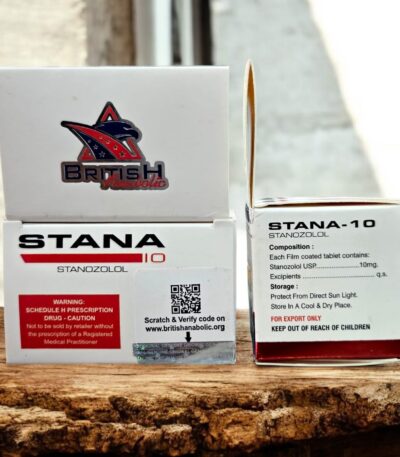 BRITISH
Anabolic
STANA
10
STANOZOLOL
WARNING:
SCHEDULE H PRESCRIPTION
DRUG - CAUTION
Not to be sold by retailer without
the prescription of a Registered
Medical Practitioner
Scratch & Verify code on
www.britishanabolic.org
STANA-10
STANOZOLOL
Composition :
Each Film coated tablet contains:
Stanozolol USP..................10mg.
Excipients ........................ q.s.
Storage :
Protect From Direct Sun Light.
Store In A Cool & Dry Place.
FOR EXPORT ONLY
KEEP OUT OF REACH OF CHILDREN